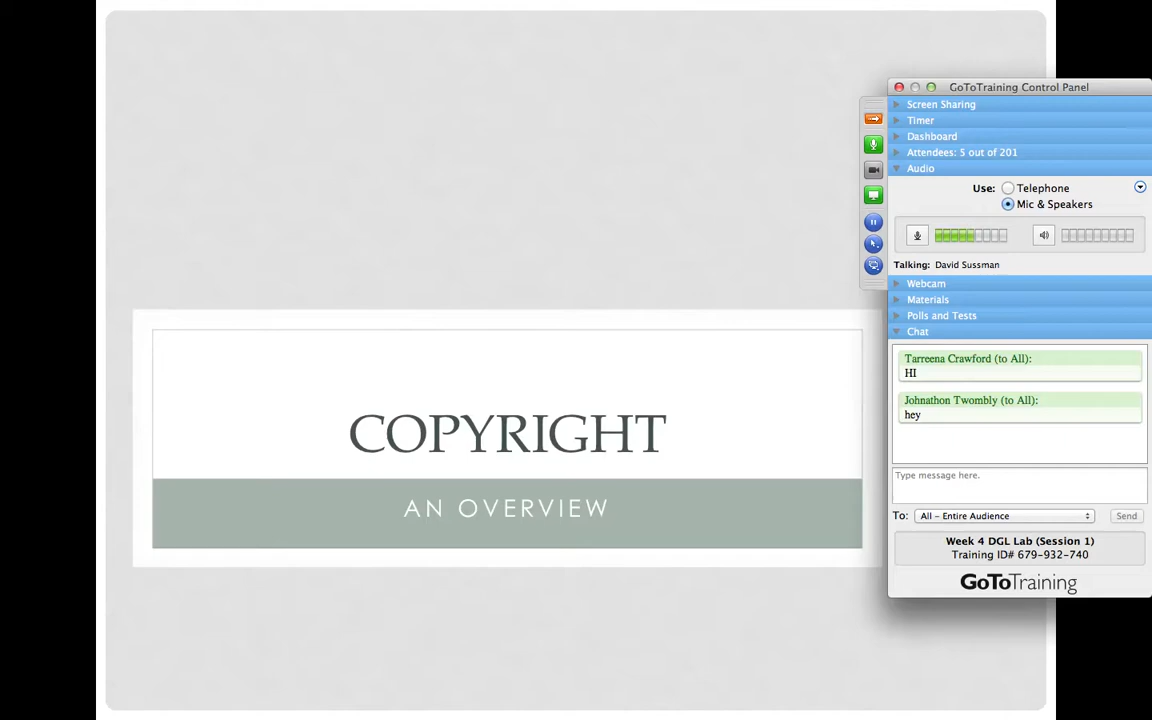 COPYRIGHT
AN OVERVIEW
GoToTraining Control Panel
Screen Sharing
Timer
Dashboard
Attendees: 5 out of 201
Audio
Use: Telephone
Mic & Speakers
Talking: David Sussman
Webcam
Materials
Polls and Tests
Chat
Tarreena Crawford (to All):
HI
Johnathon Twombly (to All):
hey
Type message here.
To: All – Entire Audience Send
Week 4 DGL Lab (Session 1)
Training ID# 679-932-740
GoToTraining